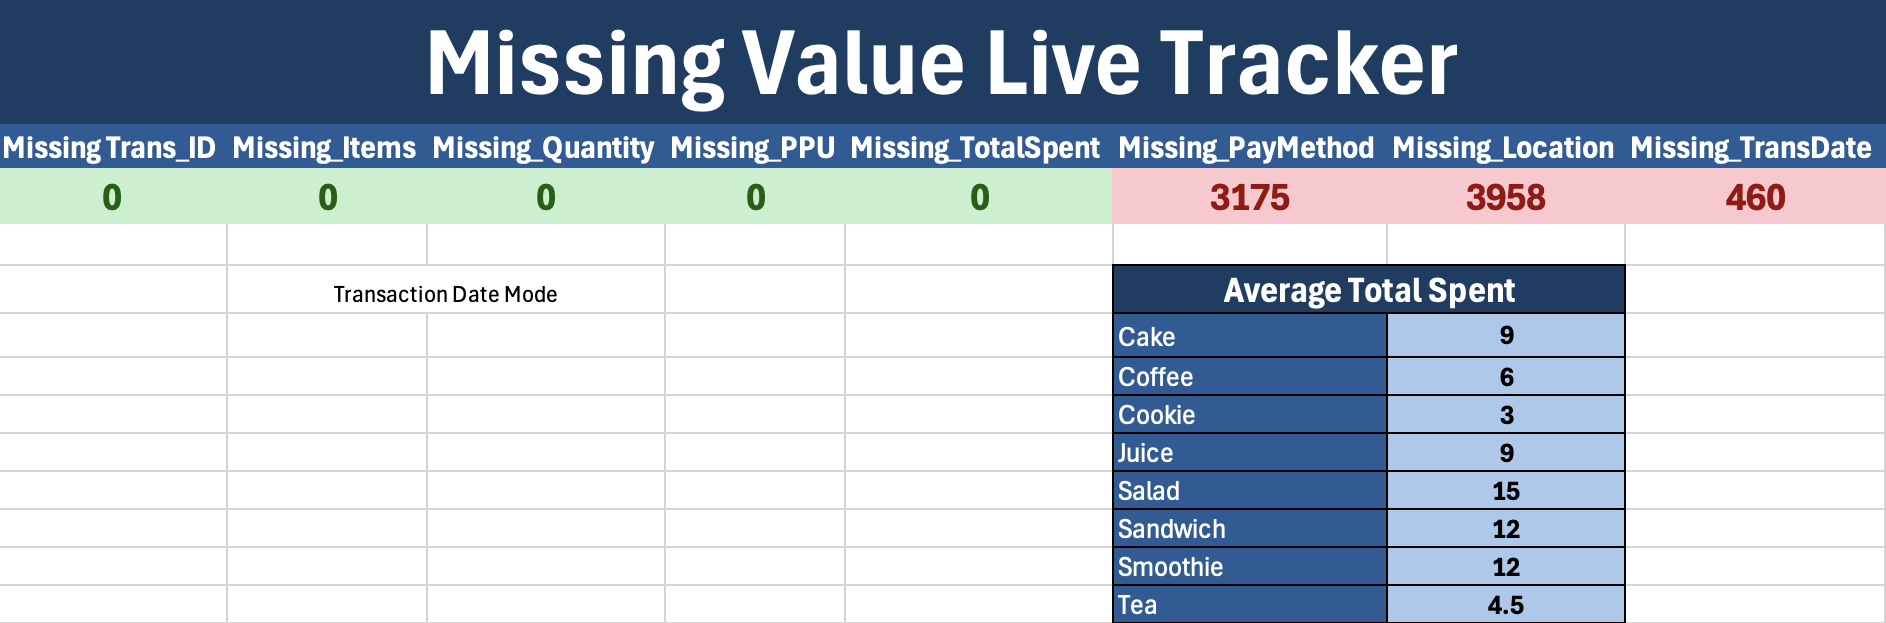 Missing Value Live Tracker
Missing Trans_ID Missing_Items Missing_Quantity Missing_PPU Missing_TotalSpent Missing_PayMethod Missing_Location Missing_TransDate
0 0 0 0 0 3175 3958 460
Transaction Date Mode
Average Total Spent
Cake 9
Coffee 6
Cookie 3
Juice 9
Salad 15
Sandwich 12
Smoothie 12
Tea 4.5